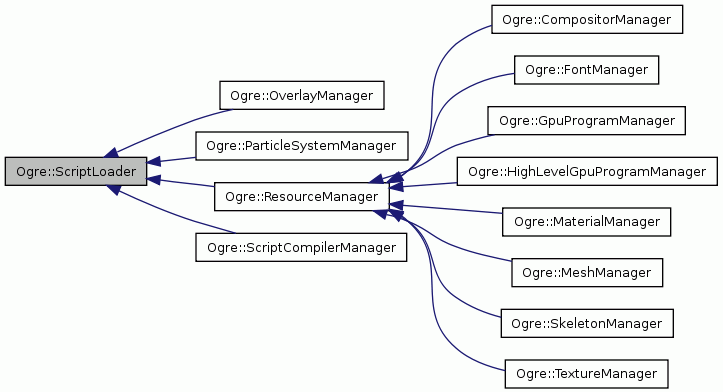 Ogre::ScriptLoader
Ogre::OverlayManager
Ogre::ParticleSystemManager
Ogre::ResourceManager
Ogre::ScriptCompilerManager
Ogre::CompositorManager
Ogre::FontManager
Ogre::GpuProgramManager
Ogre::HighLevelGpuProgramManager
Ogre::MaterialManager
Ogre::MeshManager
Ogre::SkeletonManager
Ogre::TextureManager